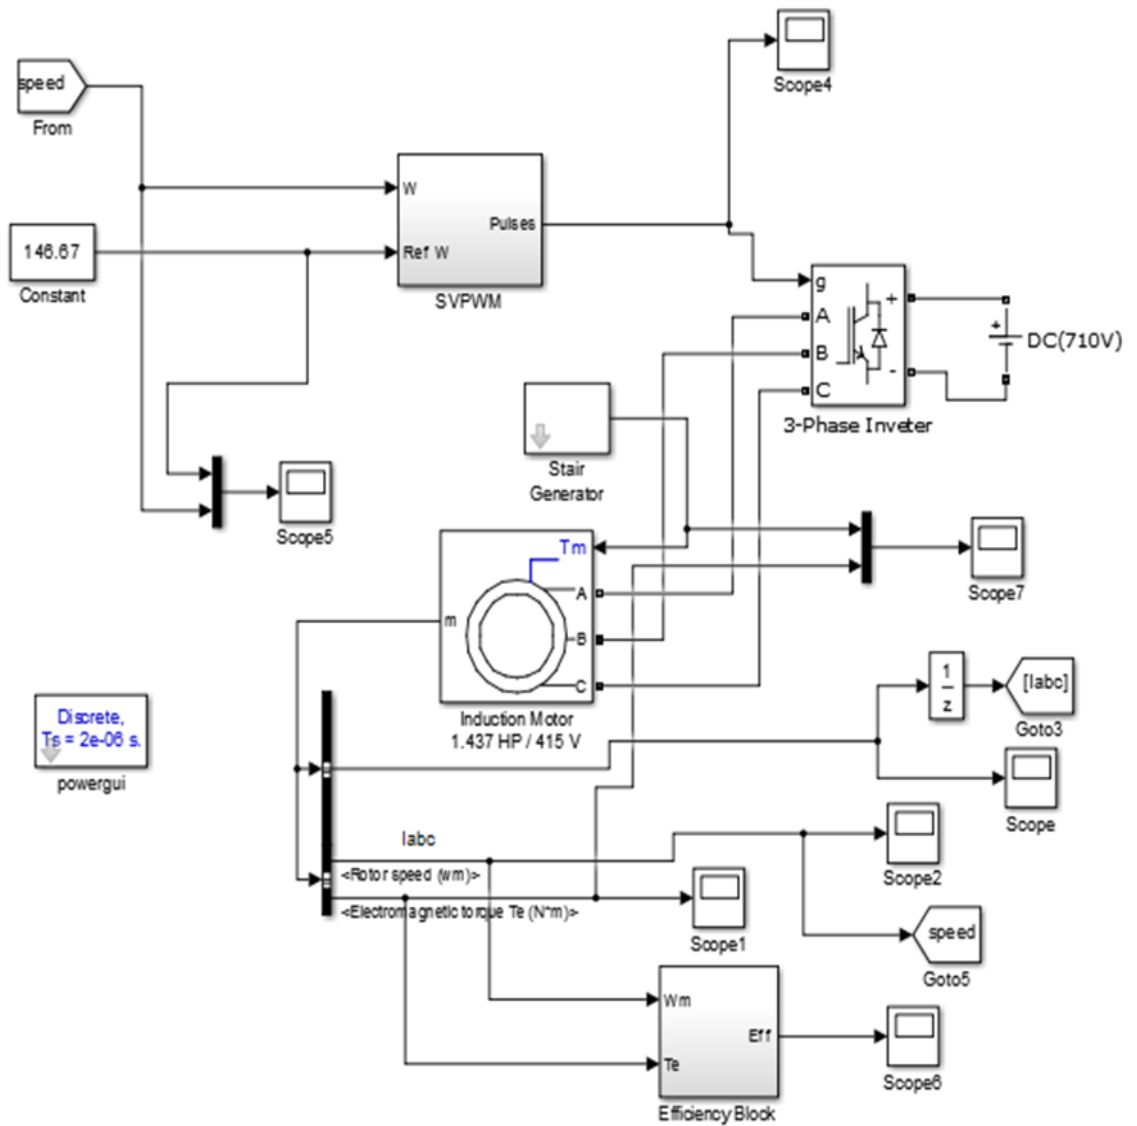 Scope4
speed
From
W
Pulses
Ref W
SVPWM
146.67
Constant
g
A
B
C
+
-
+
DC(710V)
3-Phase Inveter
Stair
Generator
Scope5
Tm
A
B
C
m
Induction Motor
1.437 HP / 415 V
Scope7
1
z
[Iabc]
Goto3
Discrete,
Ts = 2e-06 s.
powergui
Scope
Iabc
<Rotor speed (wm)>
Scope2
<Electromagnetic torque Te (N*m)>
Scope1
speed
Goto5
Wm
Eff
Te
Efficiency Block
Scope6